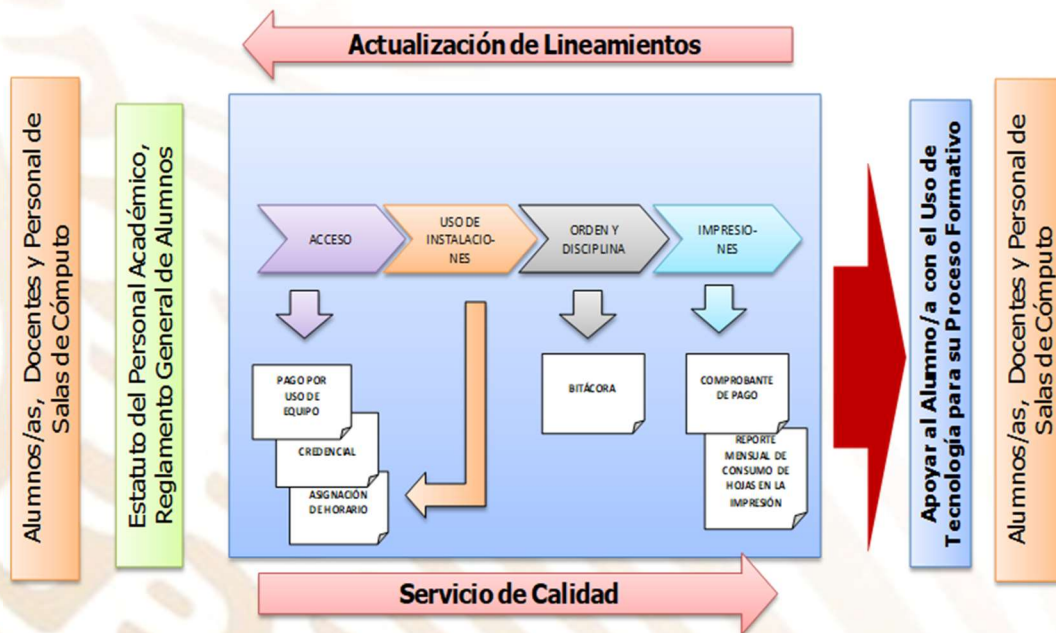 Actualización de Lineamientos
Alumnos/as, Docentes y Personal de
Salas de Cómputo
Estatuto del Personal Académico,
Reglamento General de Alumnos
ACCESO
USO DE
INSTALACIO-
NES
ORDEN Y
DISCIPLINA
IMPRESIO-
NES
PAGO POR
USO DE
EQUIPO
CREDENCIAL
ASIGNACIÓN
DE HORARIO
BITÁCORA
COMPROBANTE
DE PAGO
REPORTE
MENSUAL DE
CONSUMO DE
HOJAS EN LA
IMPRESIÓN
Apoyar al Alumno/a con el Uso de
Tecnología para su Proceso Formativo
Alumnos/as, Docentes y Personal de
Salas de Cómputo
Servicio de Calidad